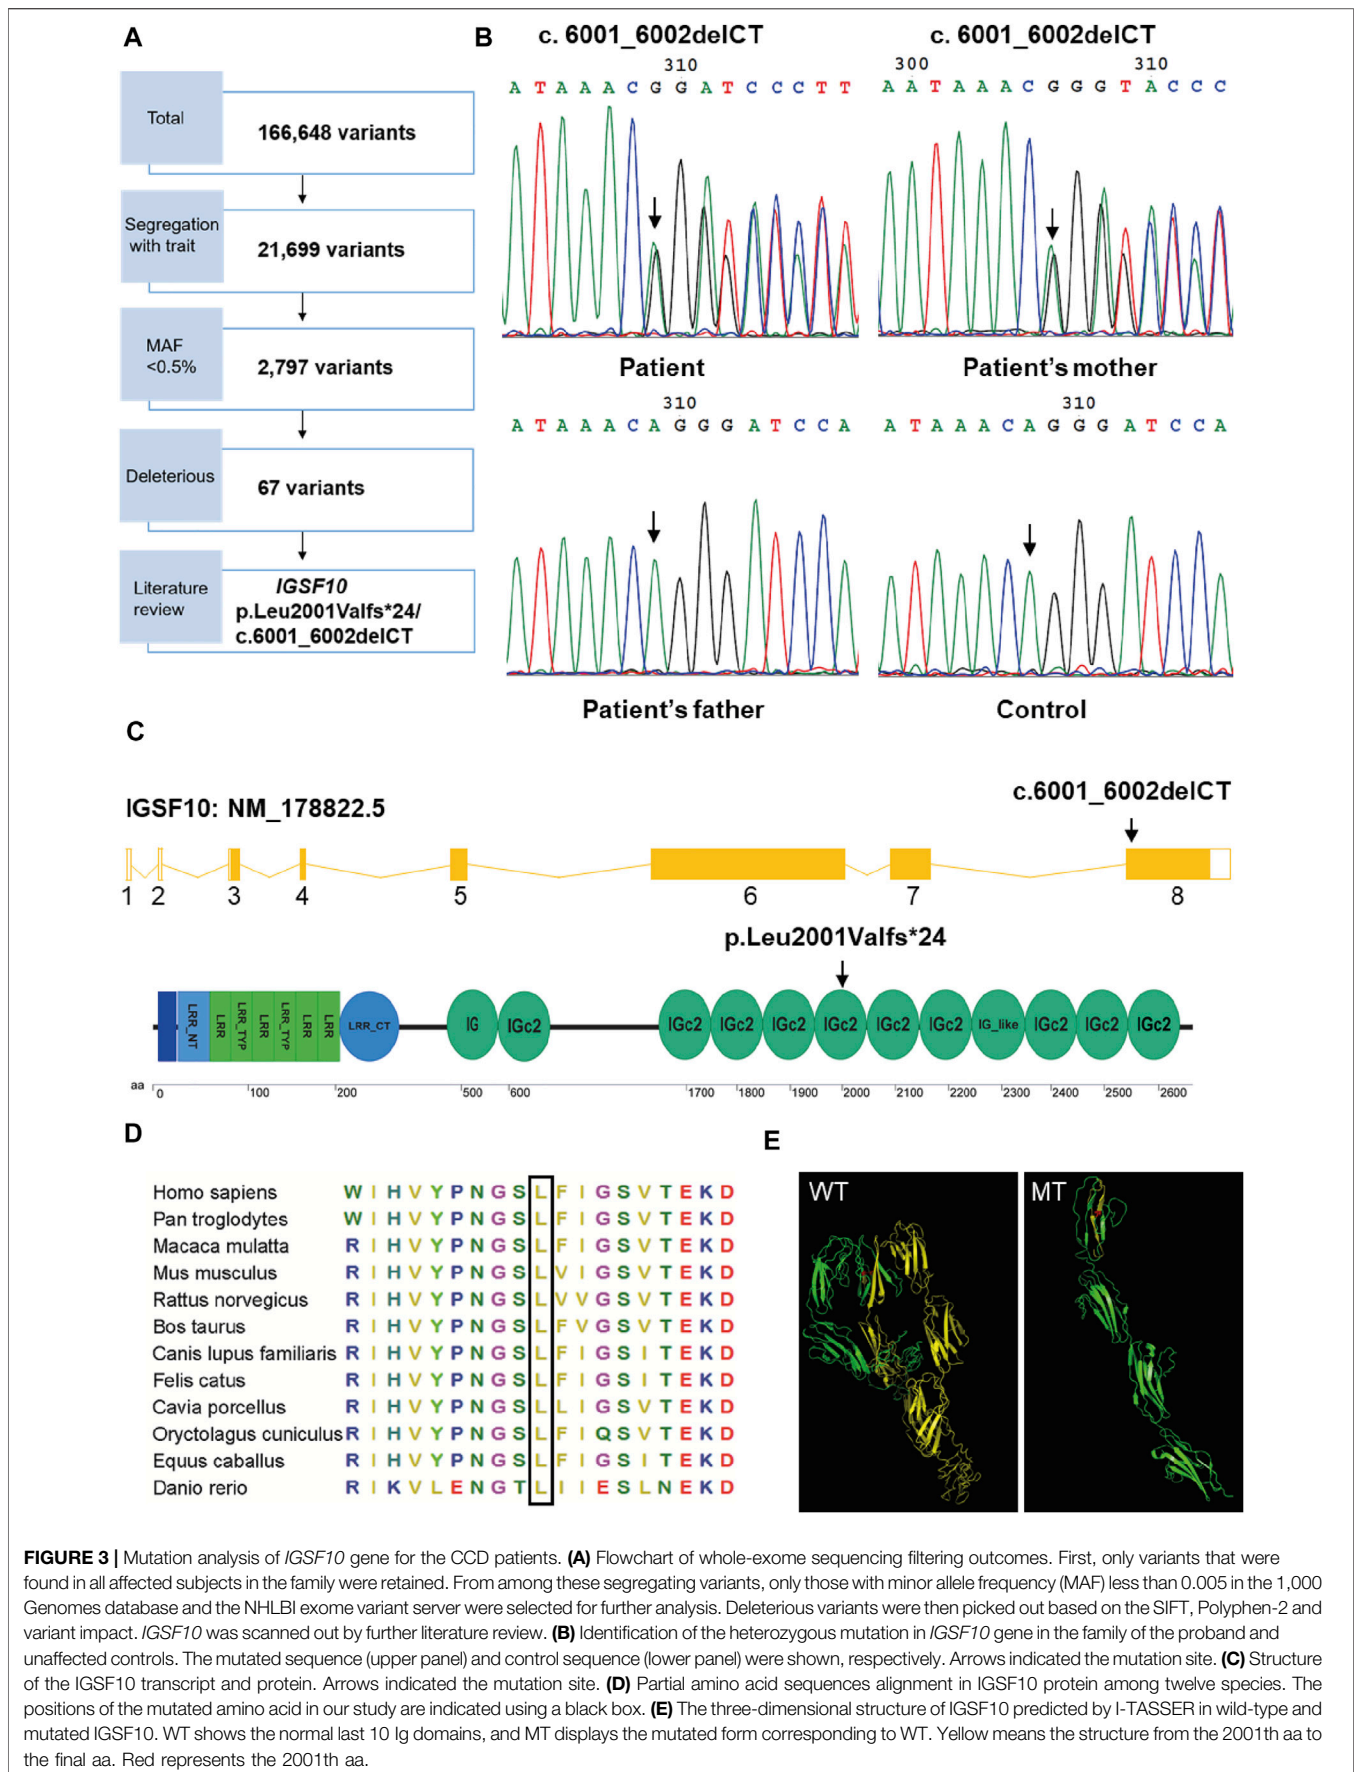 A
Total
166,648 variants
Segregation
with trait
21,699 variants
MAF
<0.5%
2,797 variants
Deleterious
67 variants
Literature
review
IGSF10
p.Leu2001Valfs*24/
c.6001_6002delCT
B
c. 6001_6002delCT
310
A T A A A C G G A T C C C T T
Patient
c. 6001_6002delCT
300 310
A A T A A A C G G G T A C C C
Patient's mother
310
A T A A A C A G G G A T C C A
Patient's father
310
A T A A A C A G G G A T C C A
Control
C
IGSF10: NM_178822.5
c.6001_6002delCT
1 2 3 4 5 6 7 8
p.Leu2001Valfs*24
LRR_NT LRR LRR_TYP LRR LRR_TYP LRR LRR LRR_CT IG IGc2 IGc2 IGc2 IGc2 IGc2 IGc2 IGc2 IG_like IGc2 IGc2 IGc2
aa 0 100 200 500 600 1700 1800 1900 2000 2100 2200 2300 2400 2500 2600
D
Homo sapiens W I H V Y P N G S L F I G S V T E K D
Pan troglodytes W I H V Y P N G S L F I G S V T E K D
Macaca mulatta R I H V Y P N G S L F I G S V T E K D
Mus musculus R I H V Y P N G S L V I G S V T E K D
Rattus norvegicus R I H V Y P N G S L V V G S V T E K D
Bos taurus R I H V Y P N G S L F V G S V T E K D
Canis lupus familiaris R I H V Y P N G S L F I G S I T E K D
Felis catus R I H V Y P N G S L F I G S I T E K D
Cavia porcellus R I H V Y P N G S L L I G S V T E K D
Oryctolagus cuniculus R I H V Y P N G S L F I Q S V T E K D
Equus caballus R I H V Y P N G S L F I G S I T E K D
Danio rerio R I K V L E N G T L I I E S L N E K D
E
WT
MT
FIGURE 3 | Mutation analysis of IGSF10 gene for the CCD patients. (A) Flowchart of whole-exome sequencing filtering outcomes. First, only variants that were
found in all affected subjects in the family were retained. From among these segregating variants, only those with minor allele frequency (MAF) less than 0.005 in the 1,000
Genomes database and the NHLBI exome variant server were selected for further analysis. Deleterious variants were then picked out based on the SIFT, Polyphen-2 and
variant impact. IGSF10 was scanned out by further literature review. (B) Identification of the heterozygous mutation in IGSF10 gene in the family of the proband and
unaffected controls. The mutated sequence (upper panel) and control sequence (lower panel) were shown, respectively. Arrows indicated the mutation site. (C) Structure
of the IGSF10 transcript and protein. Arrows indicated the mutation site. (D) Partial amino acid sequences alignment in IGSF10 protein among twelve species. The
positions of the mutated amino acid in our study are indicated using a black box. (E) The three-dimensional structure of IGSF10 predicted by I-TASSER in wild-type and
mutated IGSF10. WT shows the normal last 10 Ig domains, and MT displays the mutated form corresponding to WT. Yellow means the structure from the 2001th aa to
the final aa. Red represents the 2001th aa.